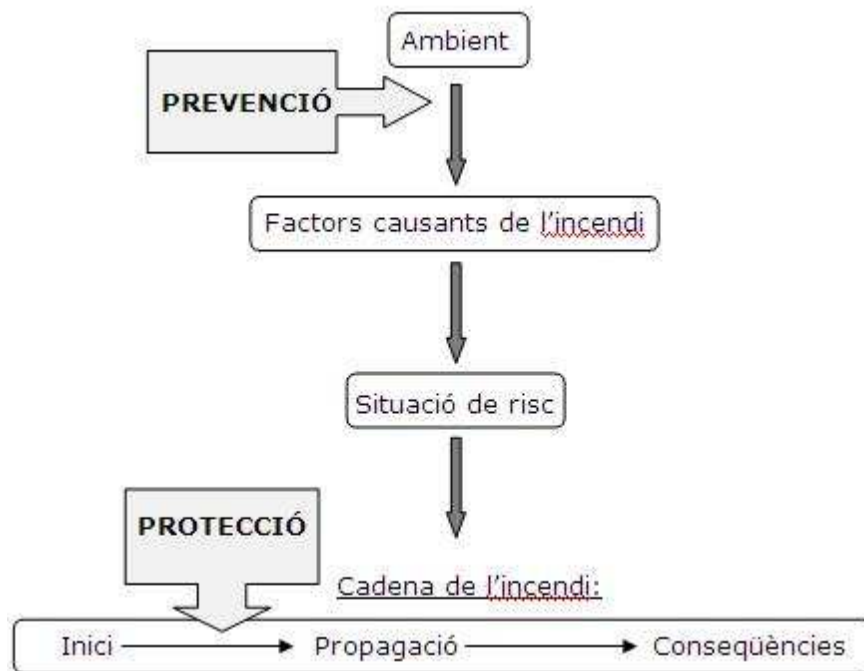 Ambient
PREVENCIÓ
Factors causants de l'incendi
Situació de risc
PROTECCIÓ
Cadena de l'incendi:
Inici Propagació Conseqüències